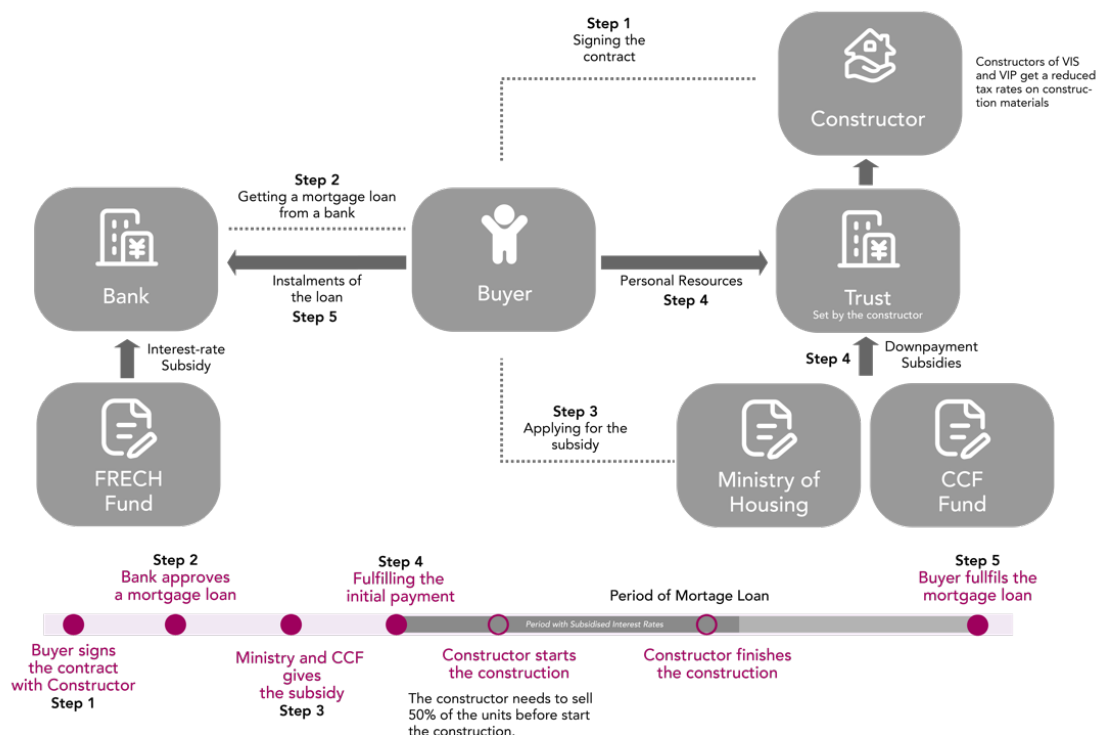 Step 1
Signing the
contract
Constructor
Constructors of VIS
and VIP get a reduced
tax rates on construc-
tion materials
Step 2
Getting a mortgage loan
from a bank
¥
Bank
Buyer
¥
Trust
Set by the constructor
Instalments of
the loan
Step 5
Personal Resources
Step 4
Interest-rate
Subsidy
Step 4
Downpayment
Subsidies
Step 3
Applying for the
subsidy
FRECH
Fund
Ministry of
Housing
CCF
Fund
Step 2
Bank approves
a mortgage loan
Step 4
Fulfilling the
initial payment
Period of Mortage Loan
Step 5
Buyer fullfils the
mortgage loan
Period with Subsidised Interest Rates
Buyer signs
the contract
with Constructor
Step 1
Ministry and CCF
gives
the subsidy
Step 3
Constructor starts
the construction
The constructor needs to sell
50% of the units before start
the construction.
Constructor finishes
the construction